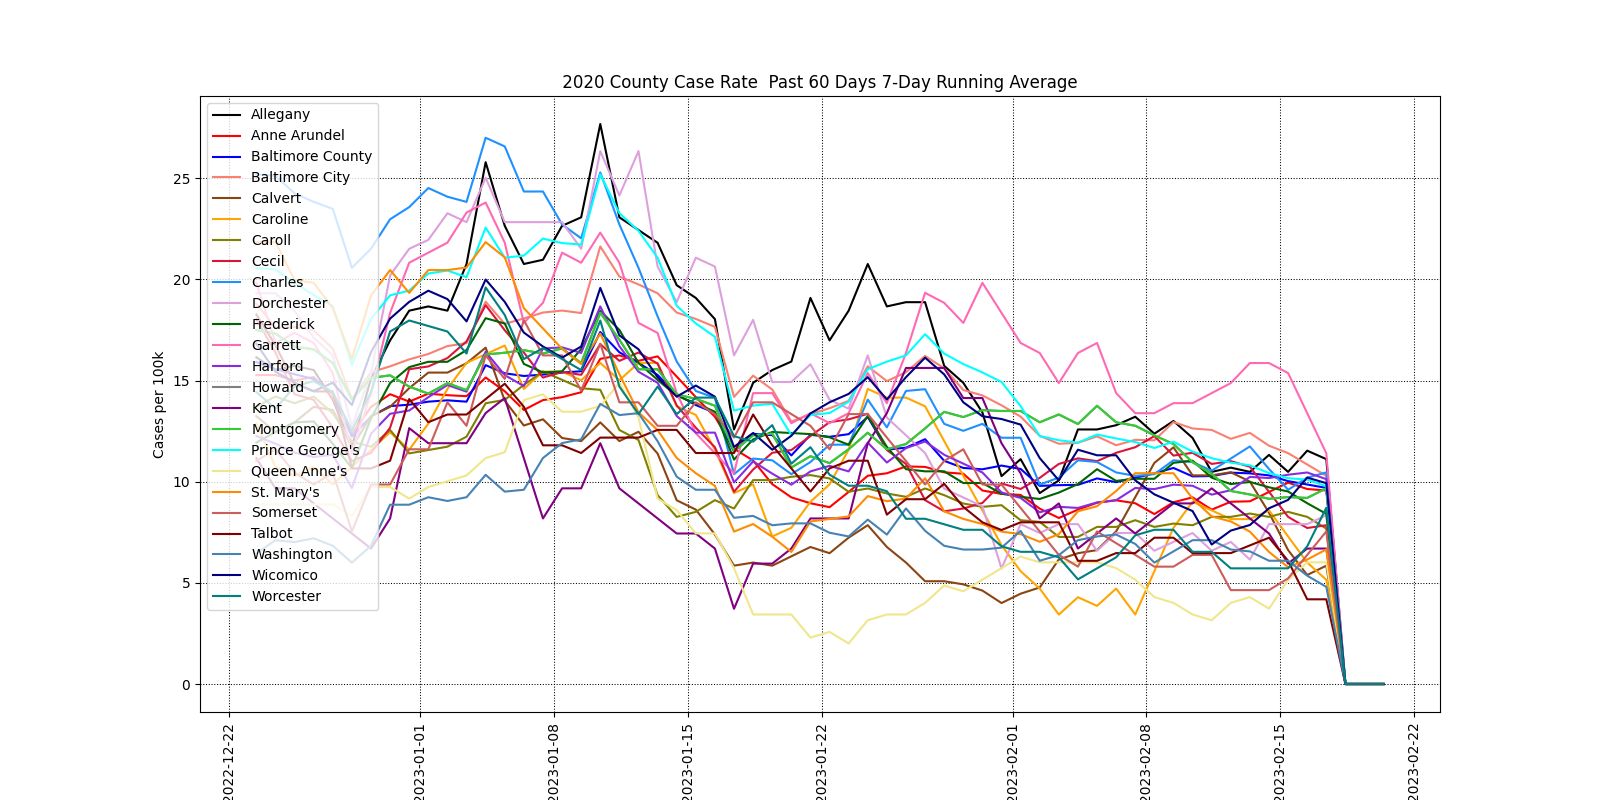 2020 County Case Rate  Past 60 Days 7-Day Running Average
Cases per 100k
25
20
15
10
5
0
Allegany
Anne Arundel
Baltimore County
Baltimore City
Calvert
Caroline
Caroll
Cecil
Charles
Dorchester
Frederick
Garrett
Harford
Howard
Kent
Montgomery
Prince George's
Queen Anne's
St. Mary's
Somerset
Talbot
Washington
Wicomico
Worcester
2022-12-22
2023-01-01
2023-01-08
2023-01-15
2023-01-22
2023-02-01
2023-02-08
2023-02-15
2023-02-22